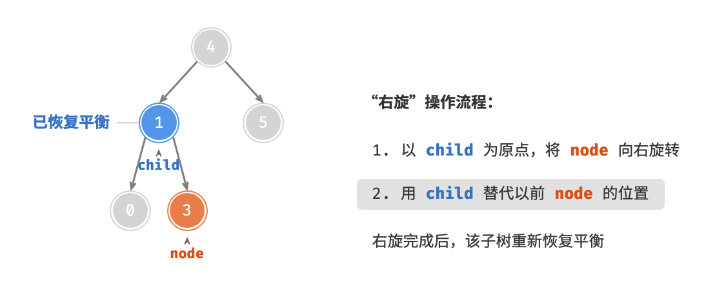 4
已恢复平衡
1
5
child
0
3
node
“右旋”操作流程：
1. 以 child 为原点，将 node 向右旋转
2. 用 child 替代以前 node 的位置
右旋完成后，该子树重新恢复平衡